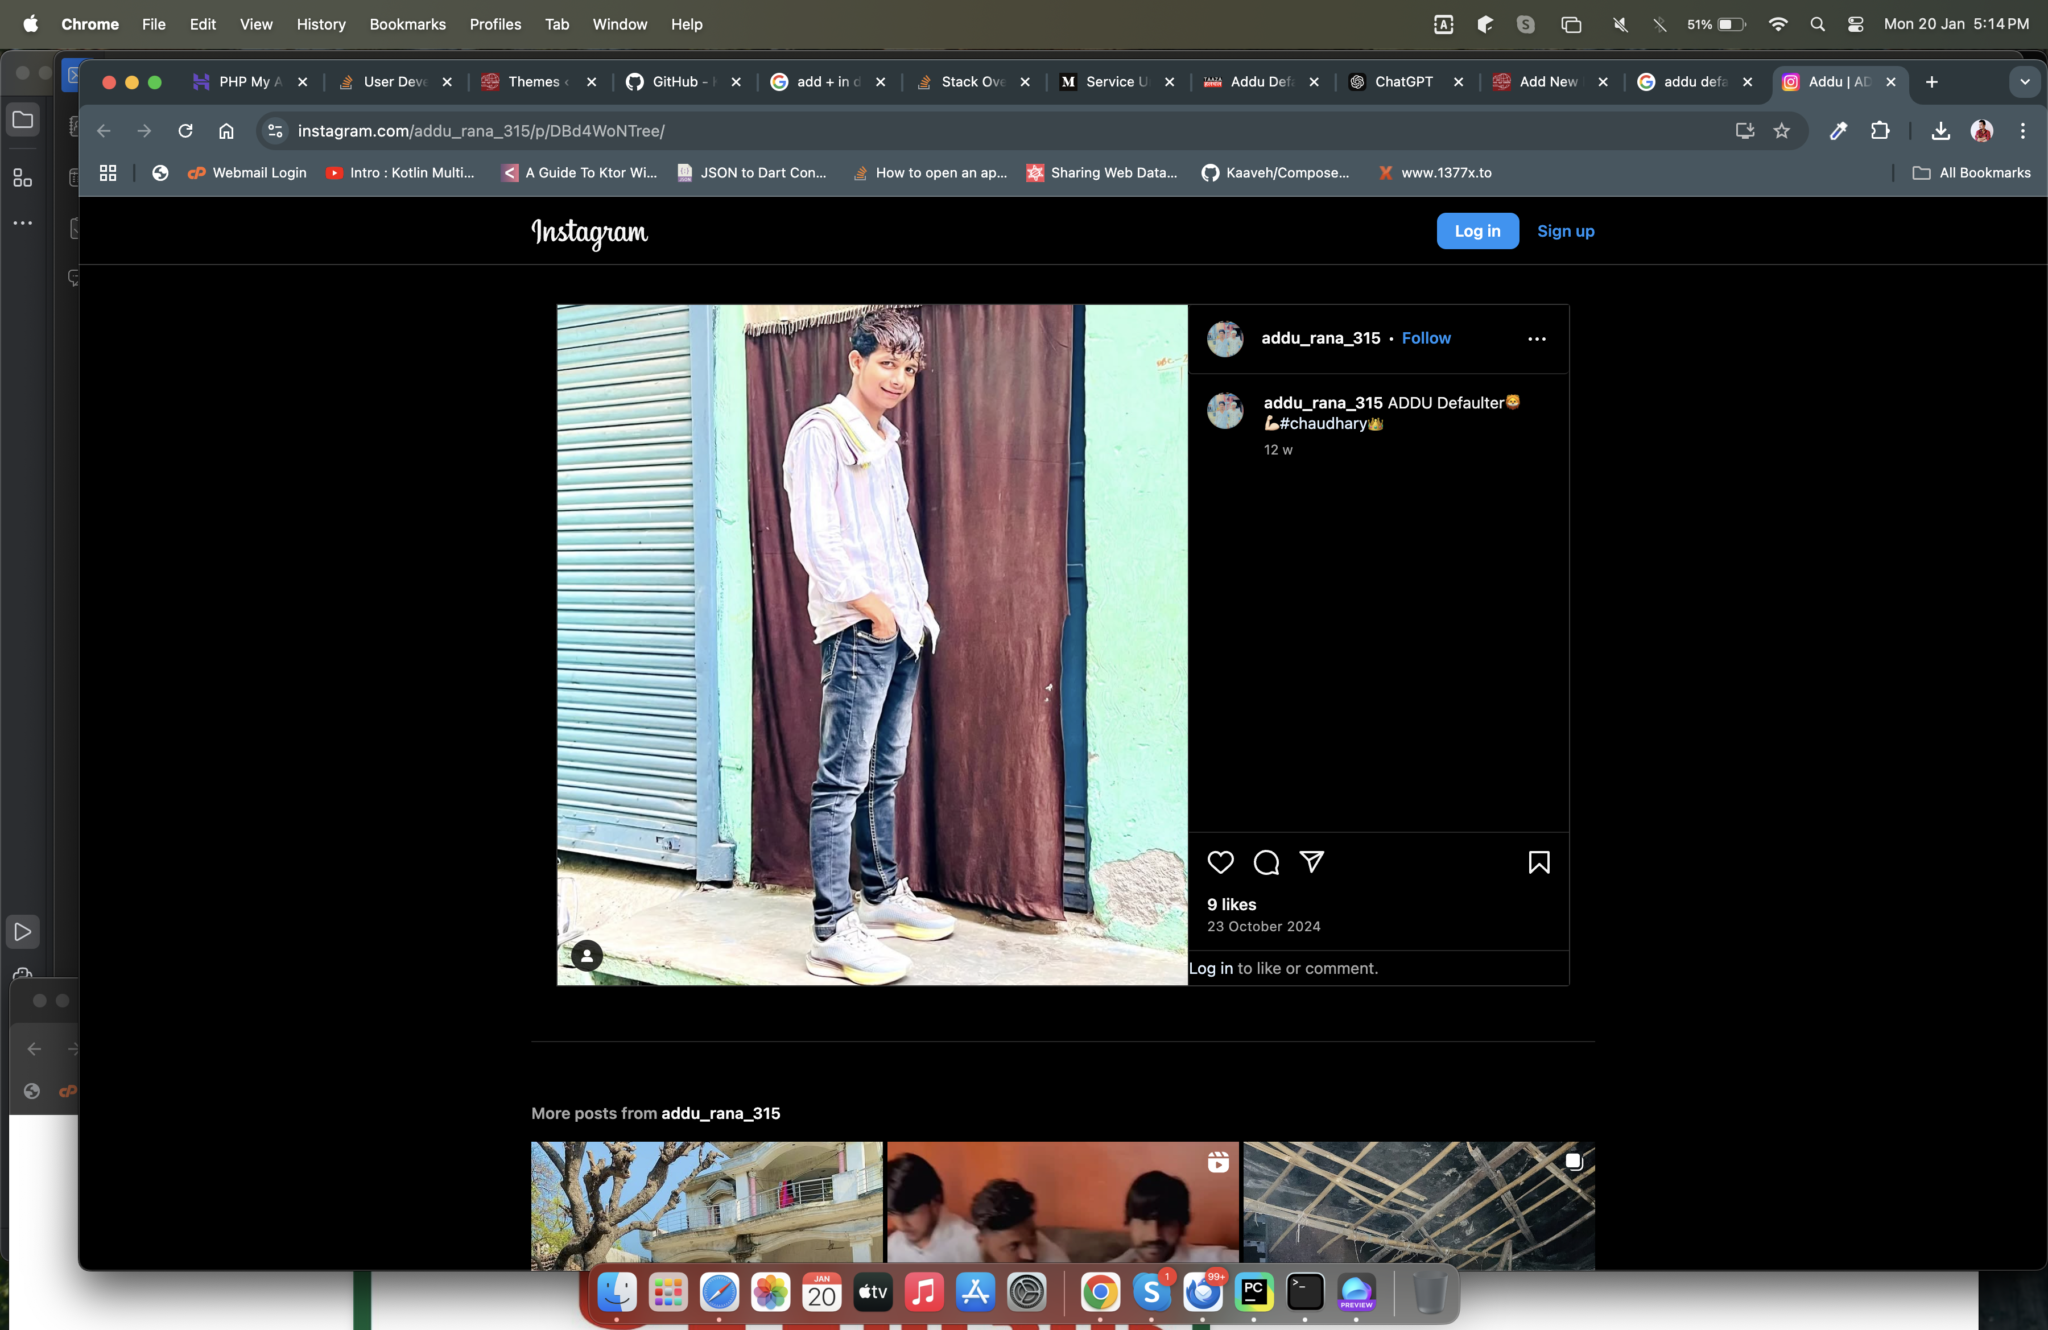 Chrome File Edit View History Bookmarks Profiles Tab Window Help 51% Mon 20 Jan 5:14 PM
PHP My A User Deve Themes GitHub - add + in d Stack Ove Service U Addu Def ChatGPT Add New addu defa Addu | AD
instagram.com/addu_rana_315/p/DBd4WoNTree/
Webmail Login Intro : Kotlin Multi... A Guide To Ktor Wi... JSON to Dart Con... How to open an ap... Sharing Web Data... Kaaveh/Compose... www.1377x.to All Bookmarks
Instagram Log in Sign up
addu_rana_315 • Follow
addu_rana_315 ADDU Defaulter🦁
💪🏻#chaudhary👑
12 w
9 likes
23 October 2024
Log in to like or comment.
More posts from addu_rana_315
JAN
20
tv
1
99+
PC
PREVIEW